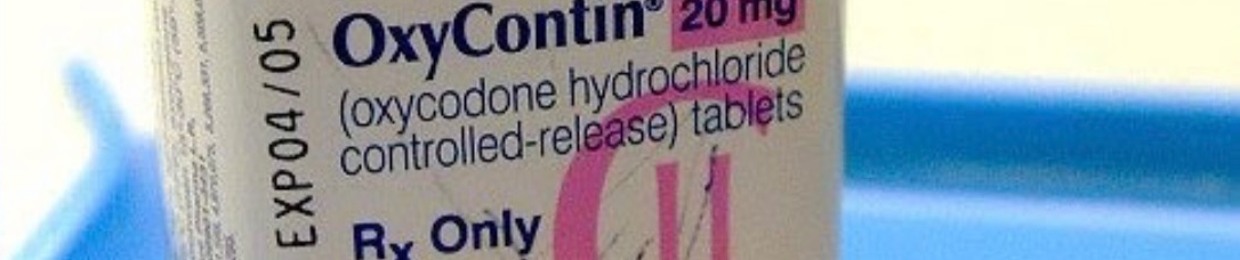 OxyContin® 20 mg
(oxycodone hydrochloride
controlled-release) tablets
Rx Only
CII
EXP04/05